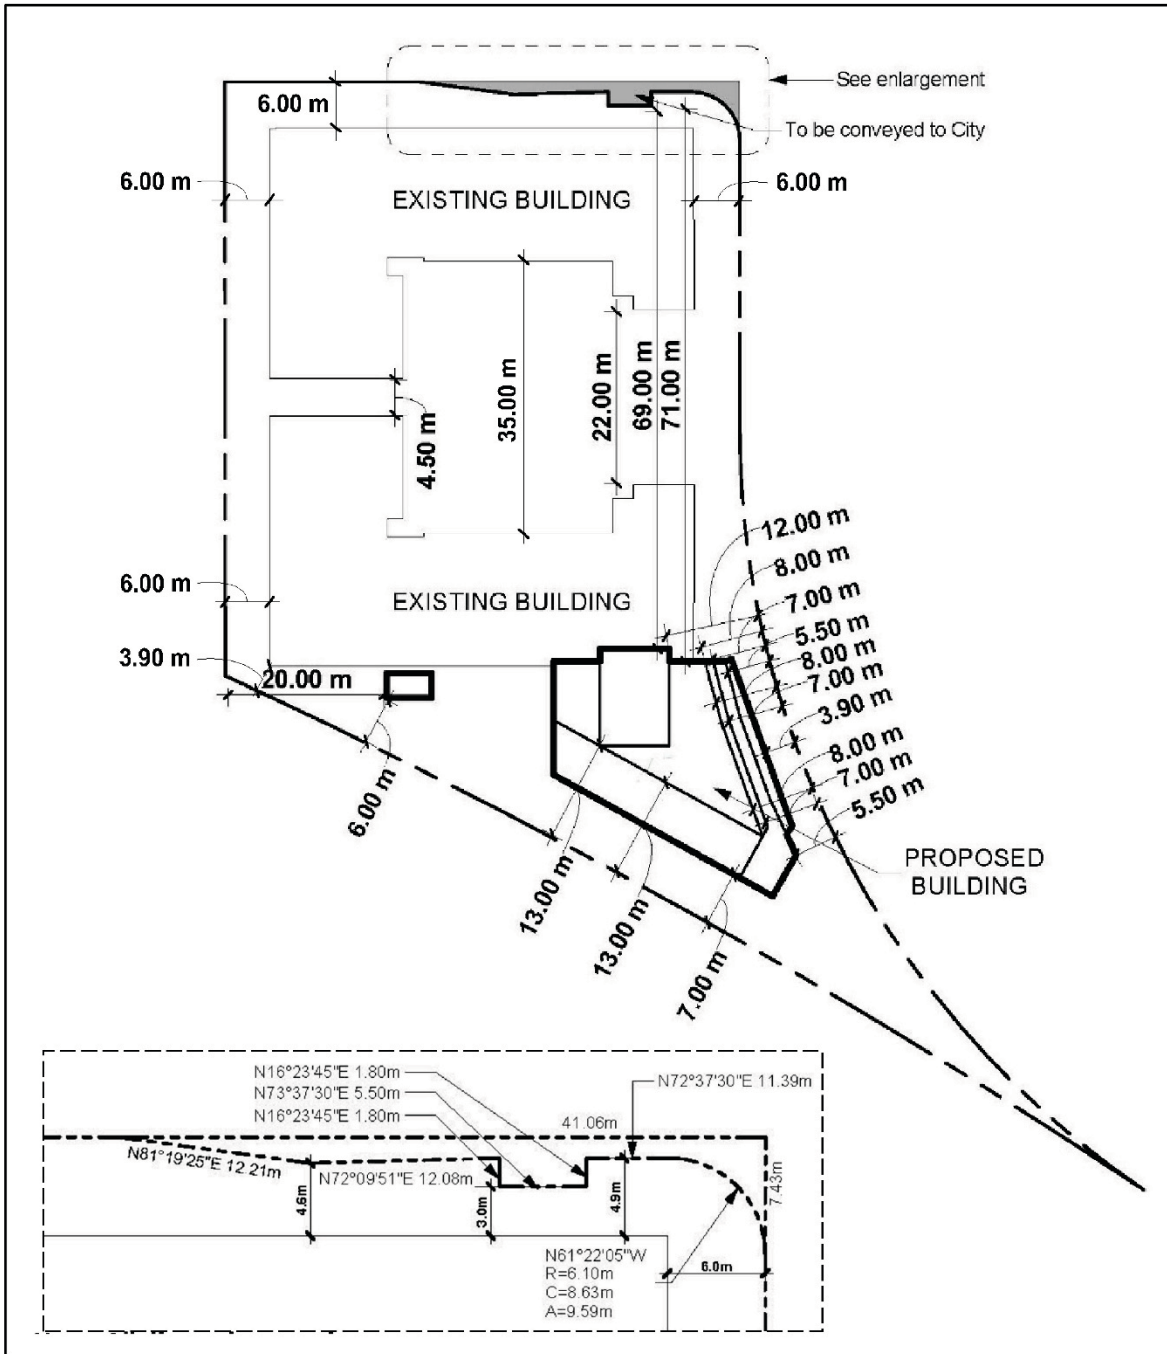 See enlargement
6.00 m
To be conveyed to City
6.00 m
6.00 m
EXISTING BUILDING
4.50 m
35.00 m
22.00 m
69.00 m
71.00 m
12.00 m
8.00 m
6.00 m
7.00 m
EXISTING BUILDING
5.50 m
8.00 m
3.90 m
20.00 m
7.00 m
3.90 m
8.00 m
7.00 m
5.50 m
6.00 m
PROPOSED
BUILDING
13.00 m
13.00 m
7.00 m
N16°23'45"E 1.80m
N73°37'30"E 5.50m
N16°23'45"E 1.80m
N72°37'30"E 11.39m
41.06m
N81°19'25"E 12.21m
N72°09'51"E 12.08m
4.6m
3.0m
4.9m
7.43m
N61°22'05"W
R=6.10m
C=8.63m
A=9.59m
6.0m